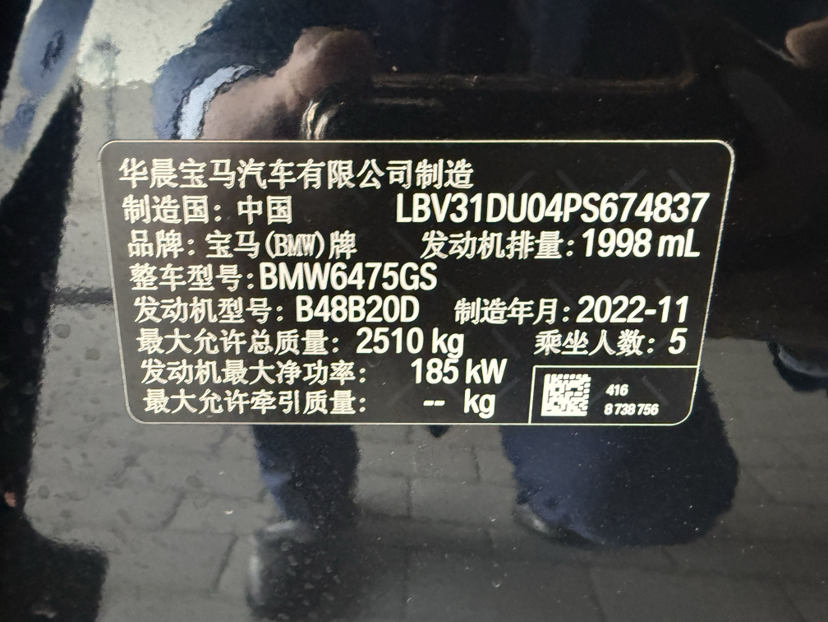 华晨宝马汽车有限公司制造
制造国：中国 LBV31DU04PS674837
品牌：宝马(BMW)牌 发动机排量：1998 mL
整车型号：BMW6475GS
发动机型号：B48B20D 制造年月：2022-11
最大允许总质量：2510 kg 乘坐人数：5
发动机最大净功率：185 kW
最大允许牵引质量：-- kg
416
8 738 756